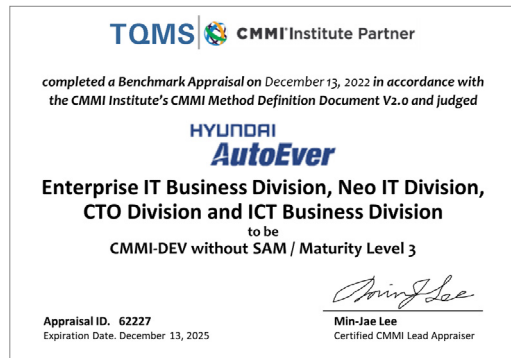 TQMS CMMI Institute Partner
completed a Benchmark Appraisal on December 13, 2022 in accordance with
the CMMI Institute's CMMI Method Definition Document V2.0 and judged
HYUNDAI
AutoEver
Enterprise IT Business Division, Neo IT Division,
CTO Division and ICT Business Division
to be
CMMI-DEV without SAM / Maturity Level 3
Appraisal ID. 62227
Expiration Date. December 13, 2025
Min-Jae Lee
Certified CMMI Lead Appraiser